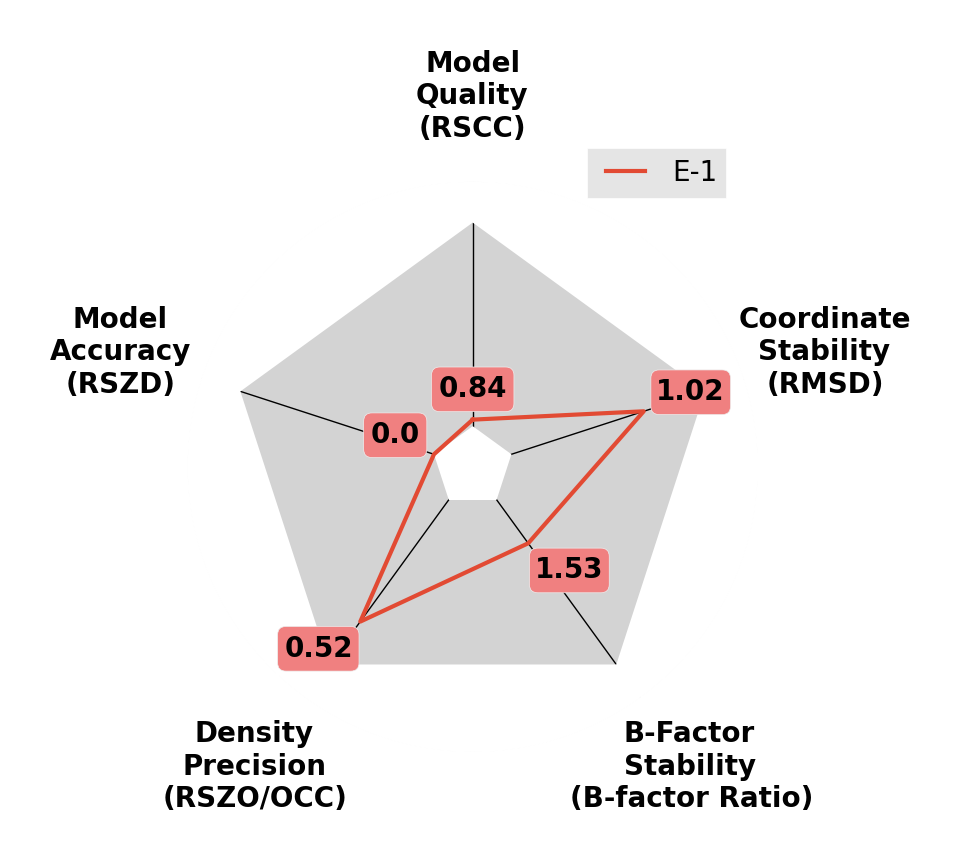 Model
Quality
(RSCC)
E-1
Coordinate
Stability
(RMSD)
Model
Accuracy
(RSZD)
0.84
1.02
0.0
1.53
0.52
Density
Precision
(RSZO/OCC)
B-Factor
Stability
(B-factor Ratio)